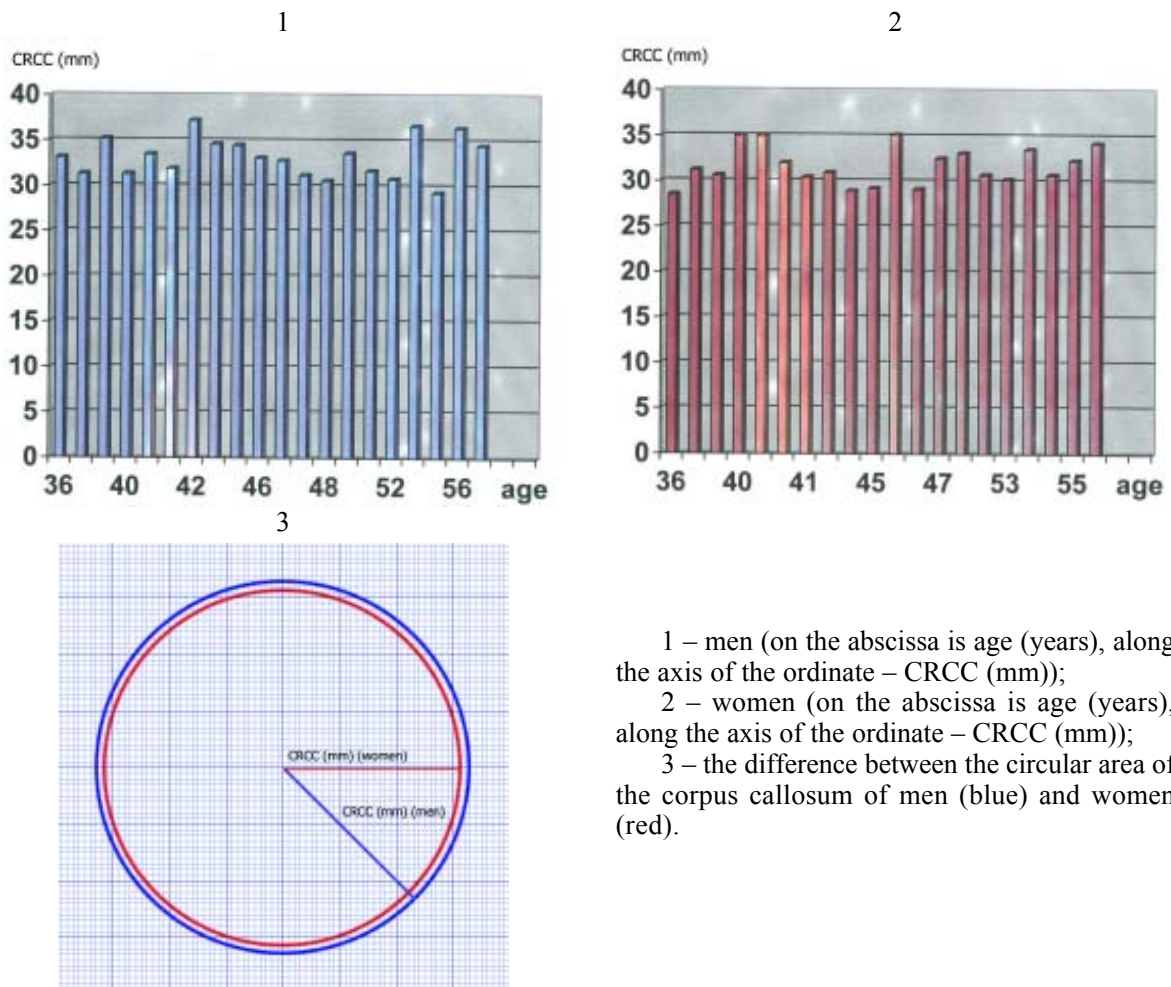 1
CRCC (mm)
40
35
30
25
20
15
10
5
0
36 40 42 46 48 52 56 age
2
CRCC (mm)
40
35
30
25
20
15
10
5
0
36 40 41 45 47 53 55 age
3
CRCC (mm) (women)
CRCC (mm) (men)
1 – men (on the abscissa is age (years), along
the axis of the ordinate – CRCC (mm));
2 – women (on the abscissa is age (years),
along the axis of the ordinate – CRCC (mm));
3 – the difference between the circular area of
the corpus callosum of men (blue) and women
(red).